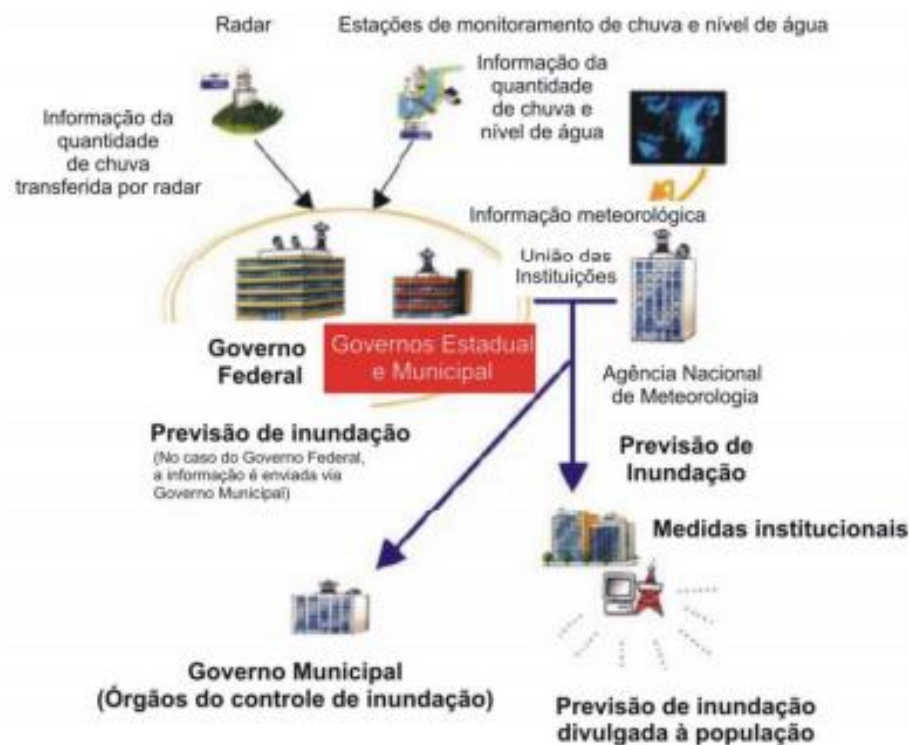 Radar
Estações de monitoramento de chuva e nível de água
Informação da
quantidade
de chuva
transferida por radar
Informação da
quantidade
de chuva e
nível de água
Informação meteorológica
União das
Instituições
Governo
Federal
Governos Estadual
e Municipal
Agência Nacional
de Meteorologia
Previsão de inundação
(No caso do Governo Federal,
a informação é enviada via
Governo Municipal)
Previsão de
Inundação
Medidas institucionais
Governo Municipal
(Órgãos do controle de inundação)
Previsão de inundação
divulgada à população